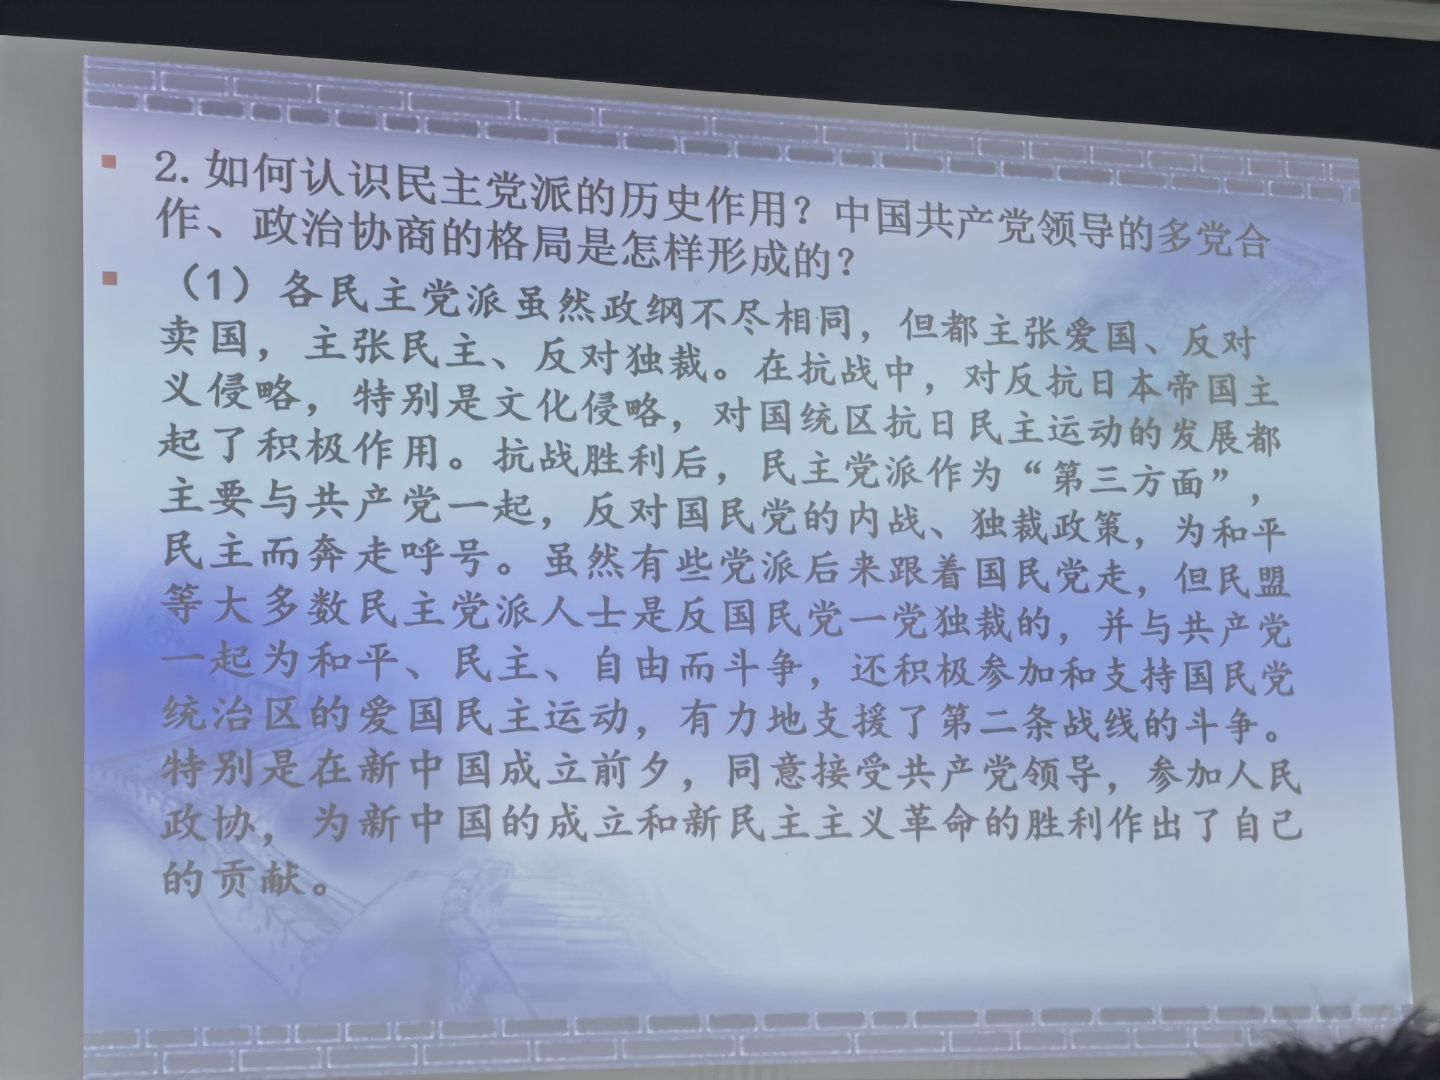 2.如何认识民主党派的历史作用？中国共产党领导的多党合
作、政治协商的格局是怎样形成的？
（1）各民主党派虽然政纲不尽相同，但都主张爱国、反对
卖国，主张民主、反对独裁。在抗战中，对反抗日本帝国主
义侵略，特别是文化侵略，对国统区抗日民主运动的发展都
起了积极作用。抗战胜利后，民主党派作为“第三方面”，
主要与共产党一起，反对国民党的内战、独裁政策，为和平
民主而奔走呼号。虽然有些党派后来跟着国民党走，但民盟
等大多数民主党派人士是反国民党一党独裁的，并与共产党
一起为和平、民主、自由而斗争，还积极参加和支持国民党
统治区的爱国民主运动，有力地支援了第二条战线的斗争。
特别是在新中国成立前夕，同意接受共产党领导，参加人民
政协，为新中国的成立和新民主主义革命的胜利作出了自己
的贡献。